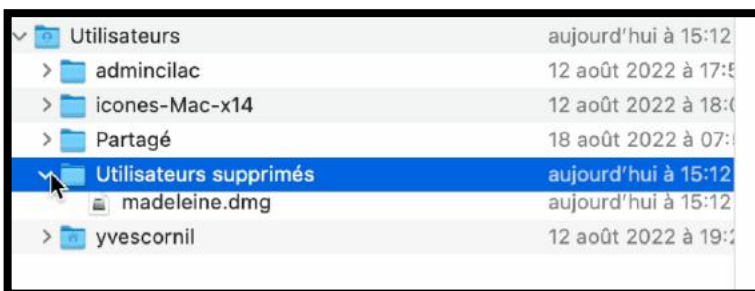 Utilisateurs aujourd'hui à 15:12
admincilac 12 août 2022 à 17:5
icones-Mac-x14 12 août 2022 à 18:0
Partagé 18 août 2022 à 07:
Utilisateurs supprimés aujourd'hui à 15:12
madeleine.dmg aujourd'hui à 15:12
yvescornil 12 août 2022 à 19: